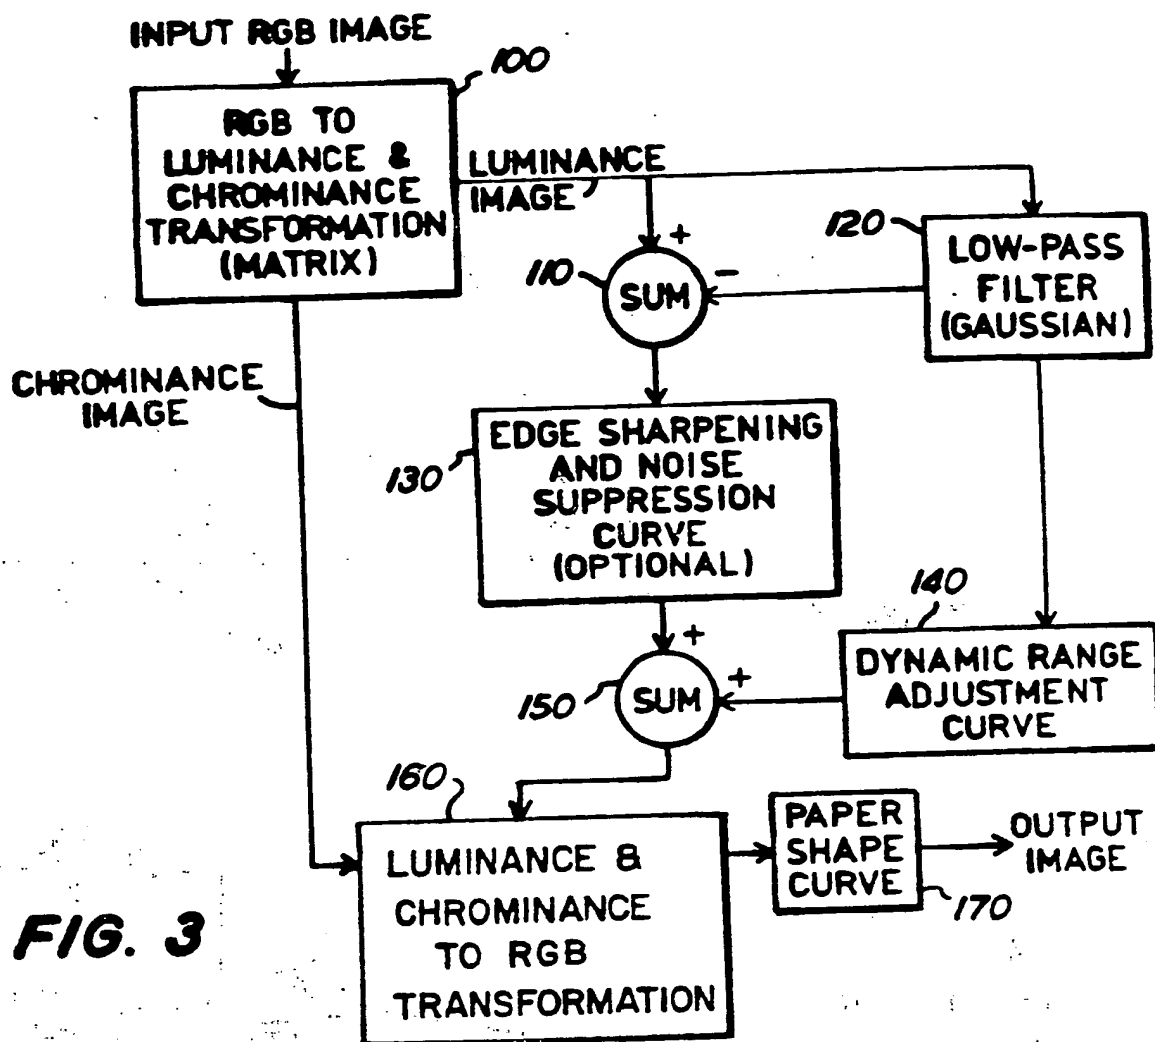 INPUT RGB IMAGE
100
RGB TO
LUMINANCE &
CHROMINANCE
TRANSFORMATION
(MATRIX)
LUMINANCE
IMAGE
+
110
SUM
-
120
LOW-PASS
FILTER
(GAUSSIAN)
CHROMINANCE
IMAGE
130
EDGE SHARPENING
AND NOISE
SUPPRESSION
CURVE
(OPTIONAL)
140
DYNAMIC RANGE
ADJUSTMENT
CURVE
+
+
150
SUM
160
LUMINANCE &
CHROMINANCE
TO RGB
TRANSFORMATION
PAPER
SHAPE
CURVE
170
OUTPUT
IMAGE
FIG. 3